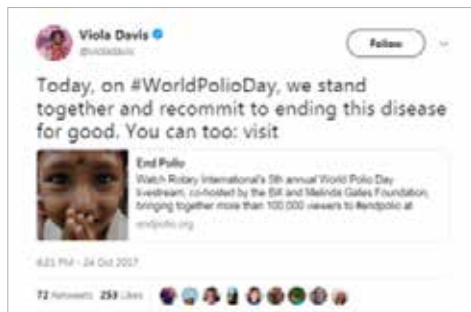 Viola Davis
@violadavis
Follow
Today, on #WorldPolioDay, we stand
together and recommit to ending this disease
for good. You can too: visit
End Polio
Watch Rotary International's 5th annual World Polio Day
livestream, co-hosted by the Bill and Melinda Gates Foundation,
bringing together more than 100,000 viewers to #endpolio at
endpolio.org
PM - 24 Oct 2017
72 Retweets 253 Likes